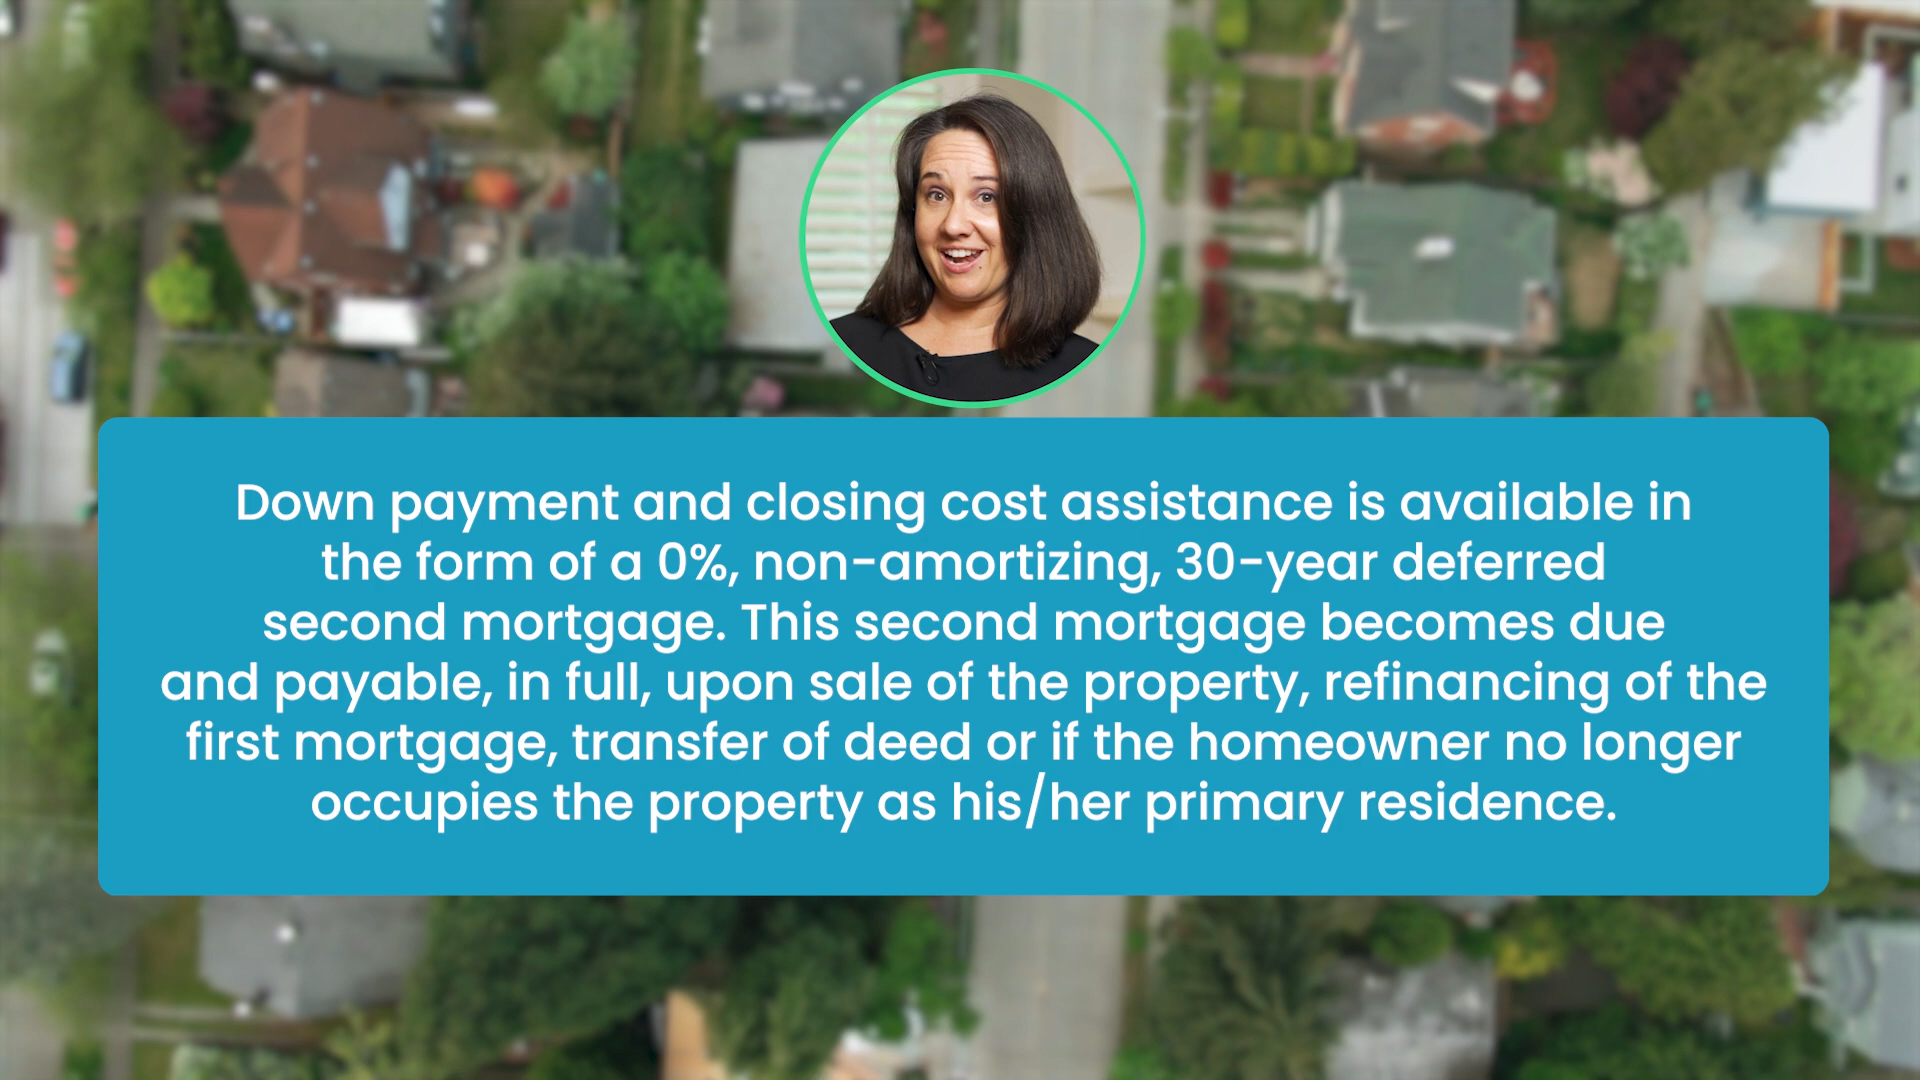 Down payment and closing cost assistance is available in
the form of a 0%, non-amortizing, 30-year deferred
second mortgage. This second mortgage becomes due
and payable, in full, upon sale of the property, refinancing of the
first mortgage, transfer of deed or if the homeowner no longer
occupies the property as his/her primary residence.